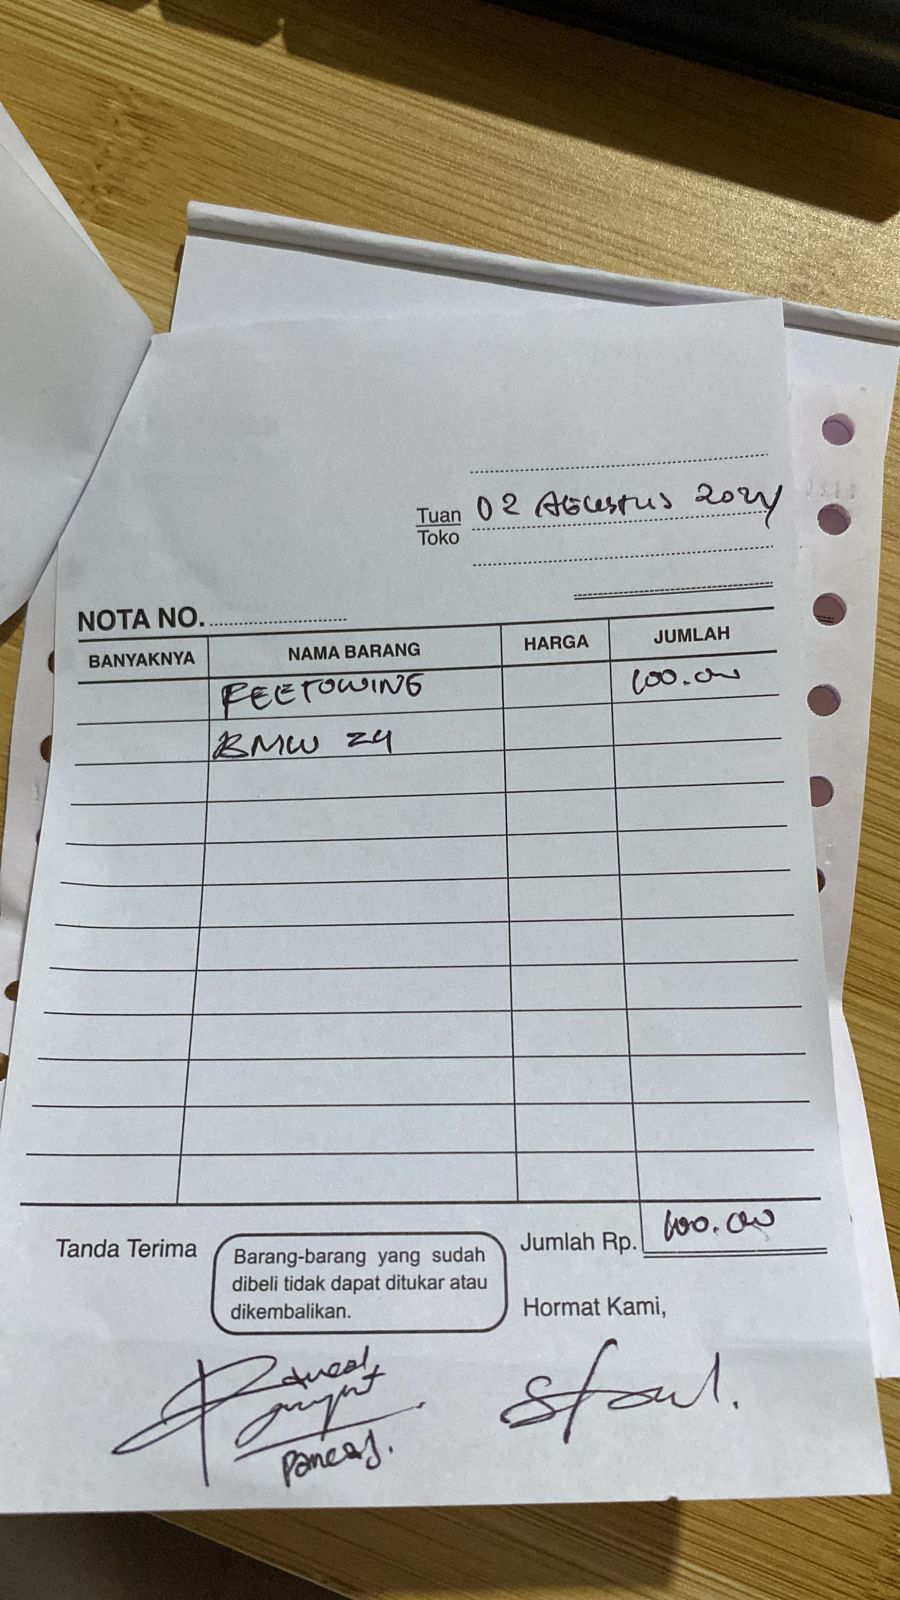 Tuan 02 AGUSTUS 2024
Toko
NOTA NO.
BANYAKNYA NAMA BARANG HARGA JUMLAH
FEETOWING 100.000
BMW Z4
Tanda Terima
Barang-barang yang sudah
dibeli tidak dapat ditukar atau
dikembalikan.
Jumlah Rp. 100.000
Hormat Kami,